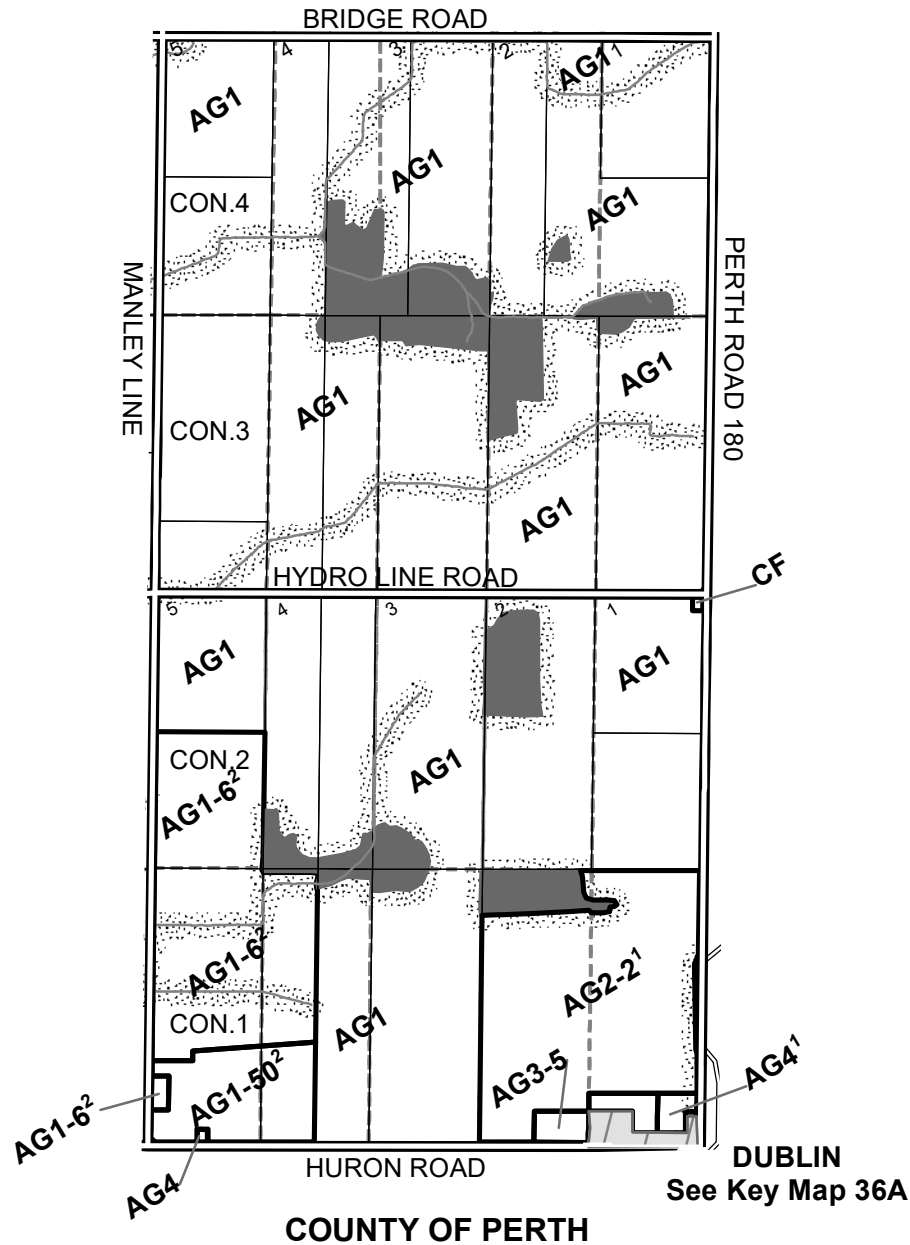 BRIDGE ROAD
5 4 3 2 1
AG1
AG1
AG1
AG1
CON.4
MANLEY LINE
PERTH ROAD 180
AG1
AG1
CON.3
AG1
HYDRO LINE ROAD
CF
5 4 3 2 1
AG1
AG1
AG1
CON.2
AG1-6²
AG1-6²
AG2-2¹
CON.1
AG1
AG3-5
AG4¹
AG1-50²
AG1-6²
AG4
HURON ROAD
DUBLIN
See Key Map 36A
COUNTY OF PERTH